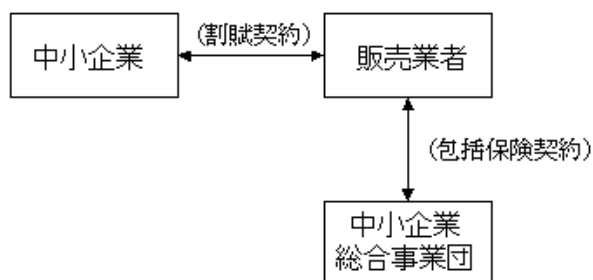 (割賦契約)
中小企業
販売業者
(包括保険契約)
中小企業
総合事業団